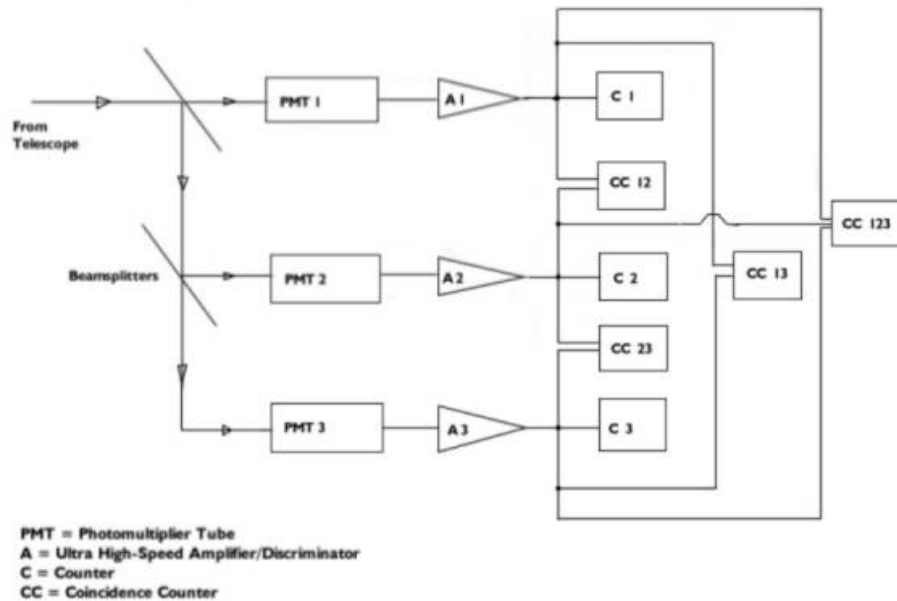 PMT 1
A 1
C 1
From
Telescope
CC 12
CC 123
Beamsplitters
PMT 2
A 2
C 2
CC 13
CC 23
PMT 3
A 3
C 3
PMT = Photomultiplier Tube
A = Ultra High-Speed Amplifier/Discriminator
C = Counter
CC = Coincidence Counter